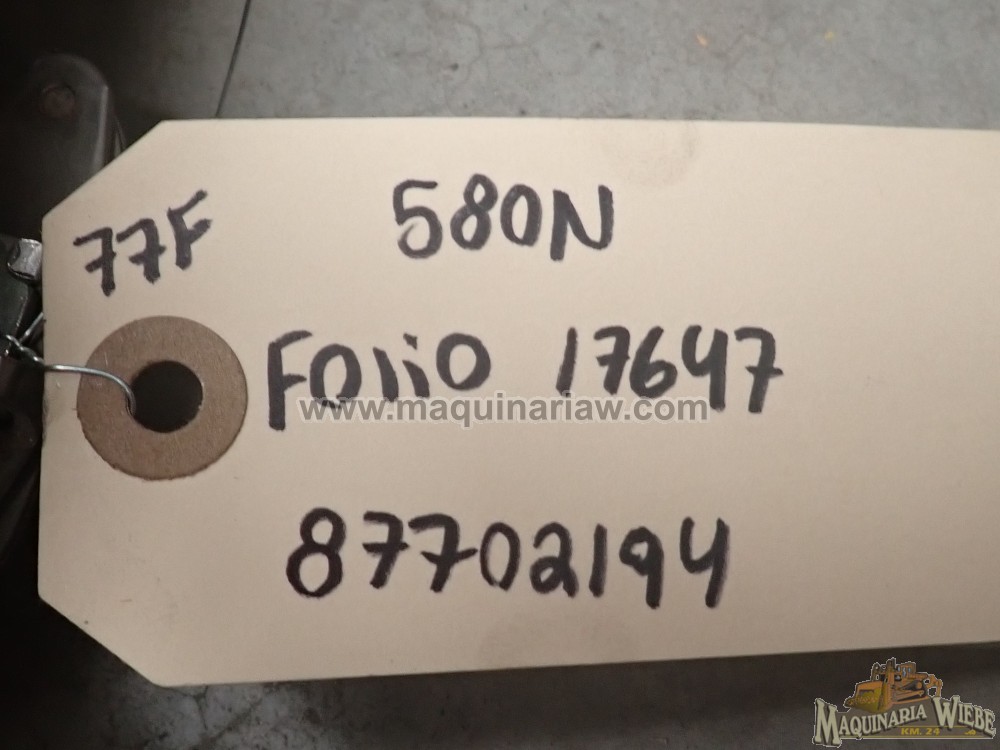 77F 580N
Folio 17647
www.maquinariaw.com
87702194
MAQUINARIA WIEBE
KM. 24